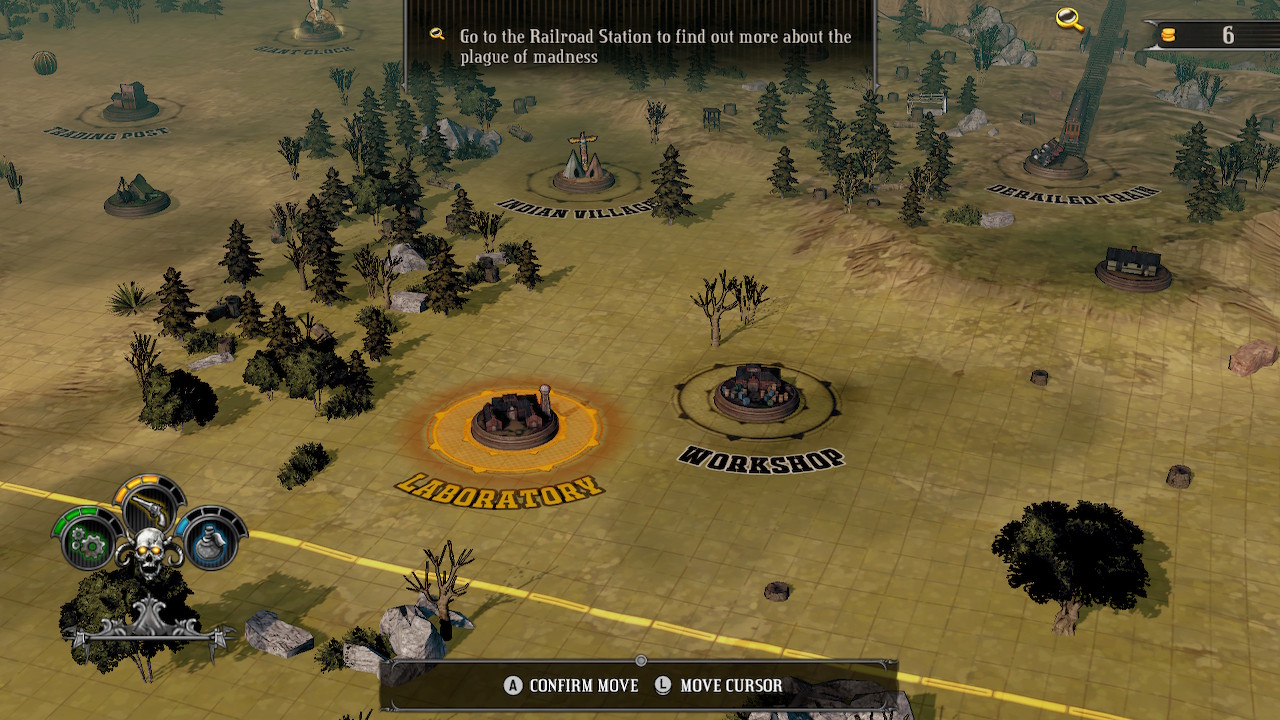 Go to the Railroad Station to find out more about the
plague of madness
6
GIANT CLOCK
TRADING POST
INDIAN VILLAGE
DERAILED TRAIN
LABORATORY
WORKSHOP
A CONFIRM MOVE L MOVE CURSOR